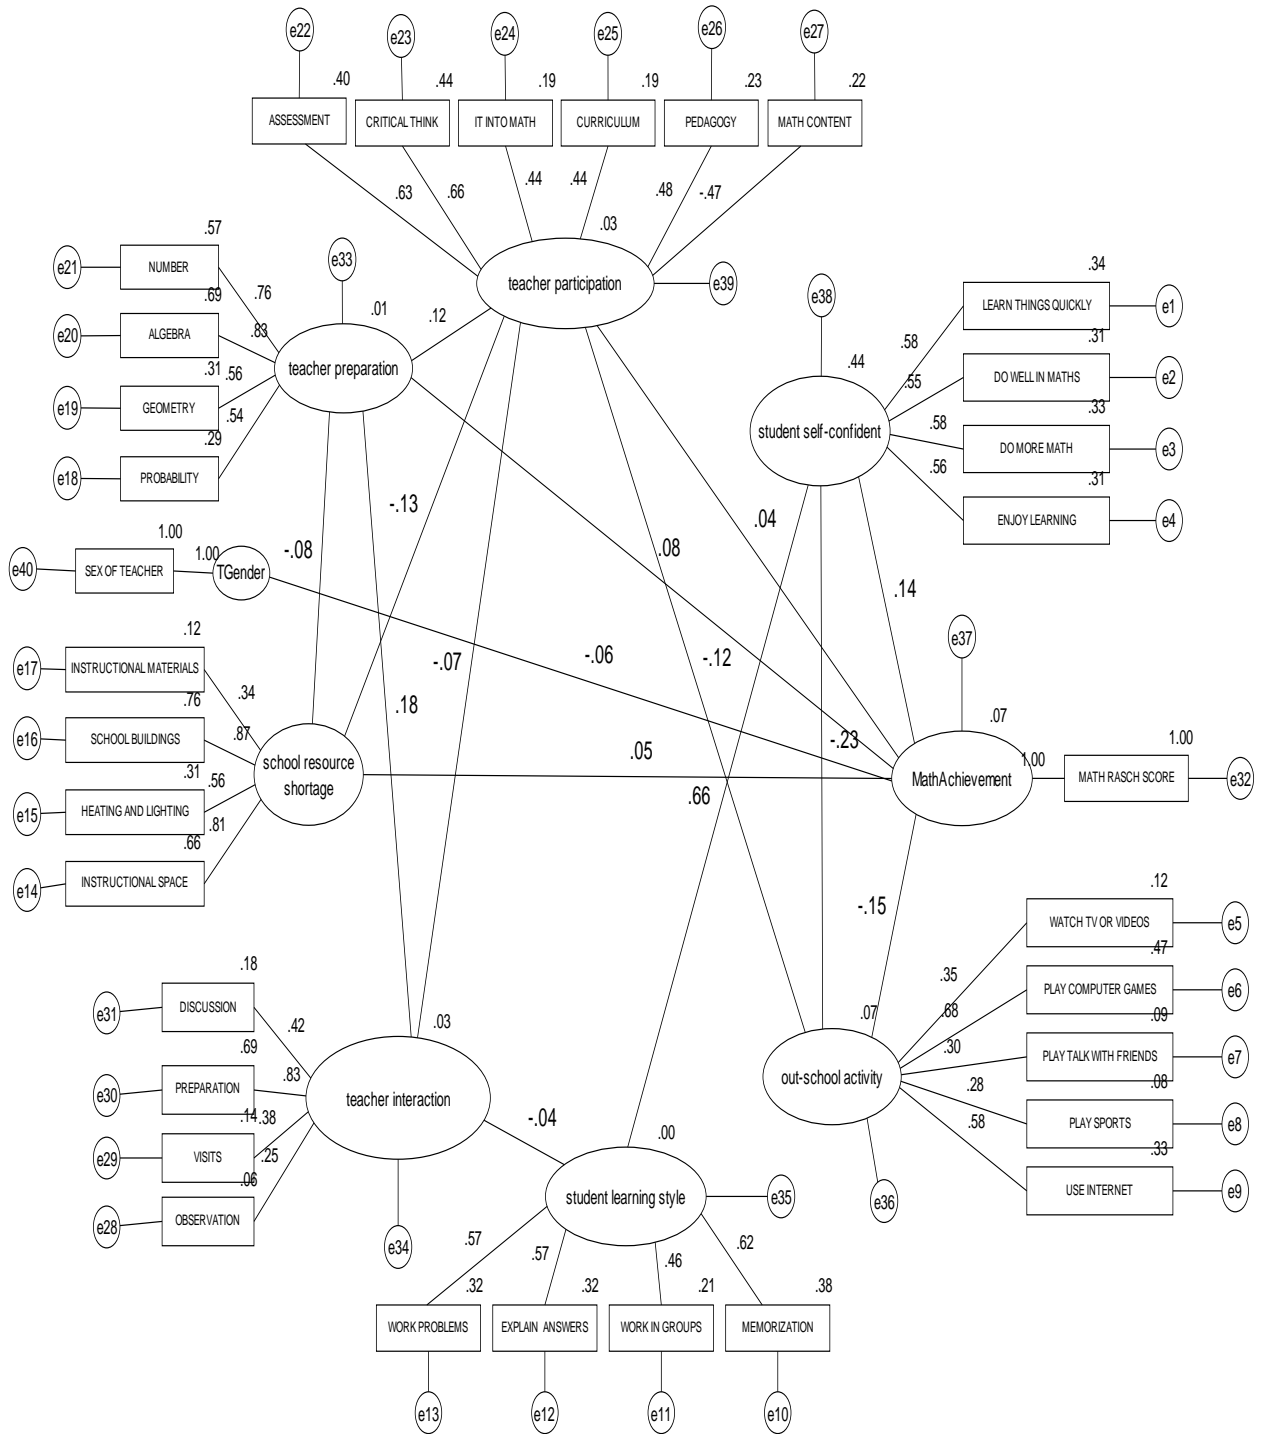 e22
e23
e24
e25
e26
e27
.40
.44
.19
.19
.23
.22
ASSESSMENT
CRITICAL THINK
IT INTO MATH
CURRICULUM
PEDAGOGY
MATH CONTENT
.63
.66
.44
.44
.48
-.47
.03
teacher participation
e39
.57
e21
NUMBER
.76
.69
e20
ALGEBRA
.83
.31
.56
e19
GEOMETRY
.54
.29
e18
PROBABILITY
e33
.01
teacher preparation
.12
e38
.44
student self-confident
.34
LEARN THINGS QUICKLY
e1
.58
.31
DO WELL IN MATHS
e2
.55
.33
DO MORE MATH
e3
.58
.31
ENJOY LEARNING
e4
.56
-.13
.04
.08
-.08
1.00
e40
SEX OF TEACHER
1.00
TGender
.14
-.06
-.12
-.07
.18
.12
e17
INSTRUCTIONAL MATERIALS
.34
.76
e16
SCHOOL BUILDINGS
.87
.31
.56
e15
HEATING AND LIGHTING
.81
.66
e14
INSTRUCTIONAL SPACE
school resource
shortage
.05
-.23
.66
e37
.07
MathAchievement
1.00
1.00
MATH RASCH SCORE
e32
-.15
.18
e31
DISCUSSION
.42
.69
e30
PREPARATION
.83
.14
.38
e29
VISITS
.25
.06
e28
OBSERVATION
.03
teacher interaction
e34
-.04
.07
out-school activity
e36
.12
WATCH TV OR VIDEOS
e5
.35
.47
PLAY COMPUTER GAMES
e6
.68
.09
PLAY TALK WITH FRIENDS
e7
.30
.08
PLAY SPORTS
e8
.28
.33
USE INTERNET
e9
.58
.00
student learning style
e35
.57
.57
.46
.62
.32
.32
.21
.38
WORK PROBLEMS
EXPLAIN ANSWERS
WORK IN GROUPS
MEMORIZATION
e13
e12
e11
e10